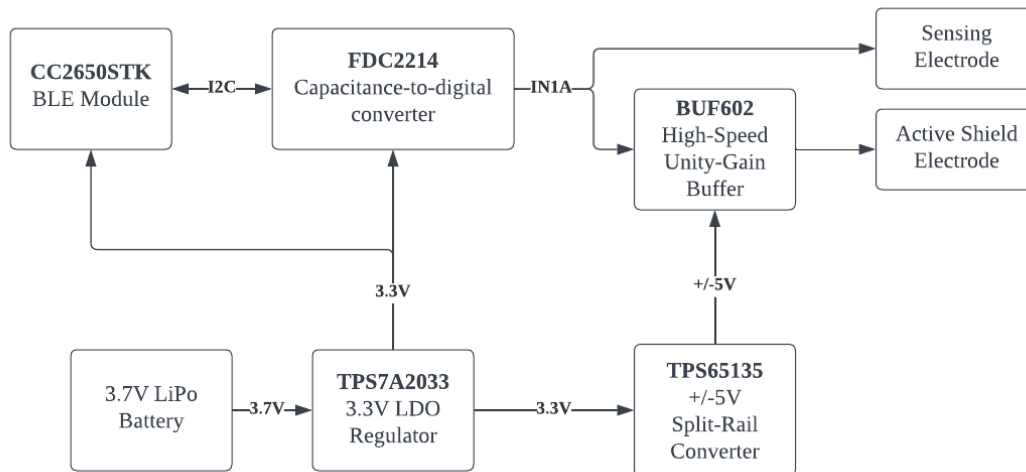 CC2650STK
BLE Module
I2C
FDC2214
Capacitance-to-digital
converter
IN1A
Sensing
Electrode
BUF602
High-Speed
Unity-Gain
Buffer
Active Shield
Electrode
3.3V
+/-5V
3.7V LiPo
Battery
3.7V
TPS7A2033
3.3V LDO
Regulator
3.3V
TPS65135
+/-5V
Split-Rail
Converter